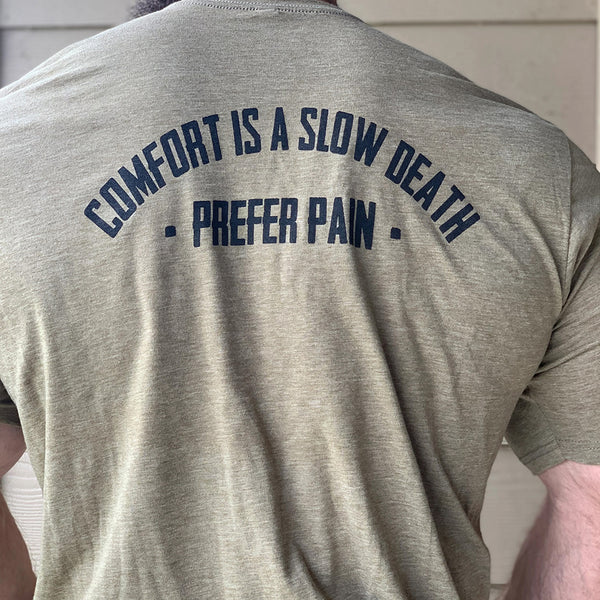 COMFORT IS A SLOW DEATH
• PREFER PAIN •